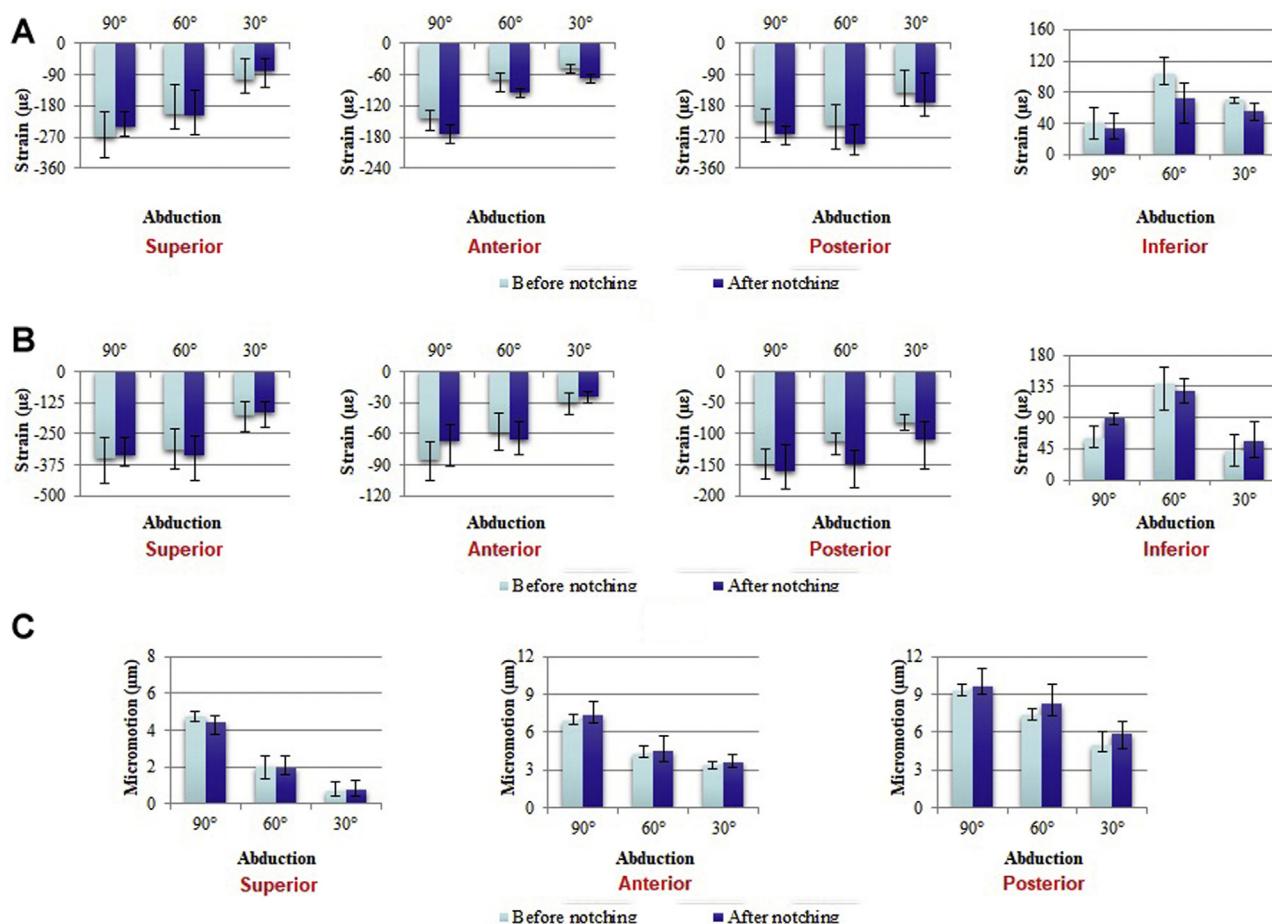 A
90° 60° 30°
0
-90
-180
-270
-360
Strain (µε)
Abduction
Superior
90° 60° 30°
0
-60
-120
-180
-240
Strain (µε)
Abduction
Anterior
90° 60° 30°
0
-90
-180
-270
-360
Strain (µε)
Abduction
Posterior
160
120
80
40
0
Strain (µε)
90° 60° 30°
Abduction
Inferior
Before notching After notching
B
90° 60° 30°
0
-125
-250
-375
-500
Strain (µε)
Abduction
Superior
90° 60° 30°
0
-30
-60
-90
-120
Strain (µε)
Abduction
Anterior
90° 60° 30°
0
-50
-100
-150
-200
Strain (µε)
Abduction
Posterior
180
135
90
45
0
Strain (µε)
90° 60° 30°
Abduction
Inferior
Before notching After notching
C
8
6
4
2
0
Micromotion (µm)
90° 60° 30°
Abduction
Superior
12
9
6
3
0
Micromotion (µm)
90° 60° 30°
Abduction
Anterior
12
9
6
3
0
Micromotion (µm)
90° 60° 30°
Abduction
Posterior
Before notching After notching